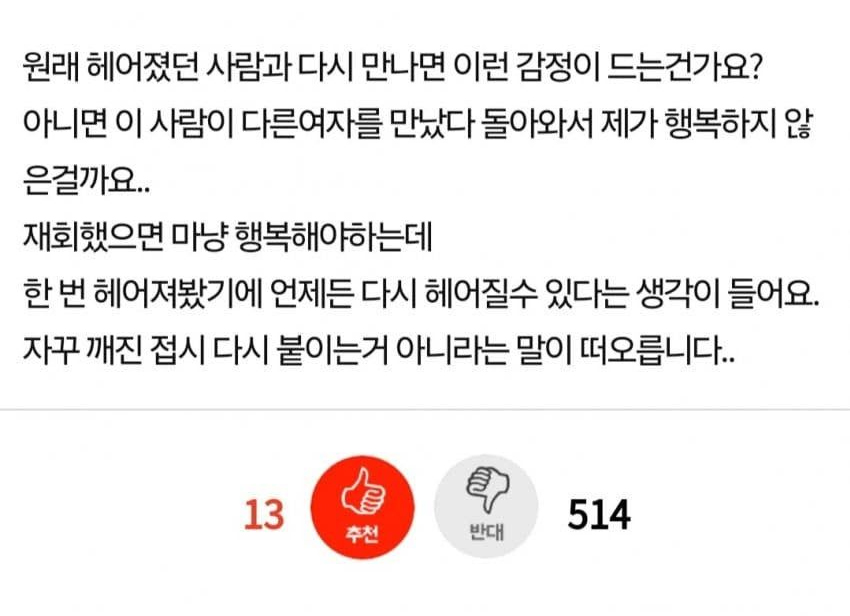 원래 헤어졌던 사람과 다시 만나면 이런 감정이 드는건가요?
아니면 이 사람이 다른여자를 만났다 돌아와서 제가 행복하지 않
은걸까요..
재회했으면 마냥 행복해야하는데
한 번 헤어져봤기에 언제든 다시 헤어질수 있다는 생각이 들어요.
자꾸 깨진 접시 다시 붙이는거 아니라는 말이 떠오릅니다..
13 추천 반대 514